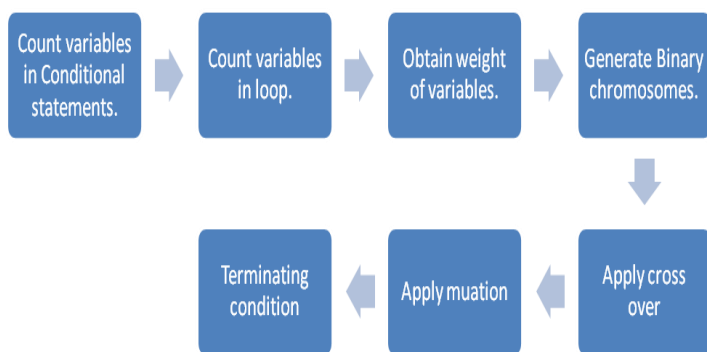 Count variables
in Conditional
statements.
Count variables
in loop.
Obtain weight
of variables.
Generate Binary
chromosomes.
Apply cross
over
Apply muation
Terminating
condition